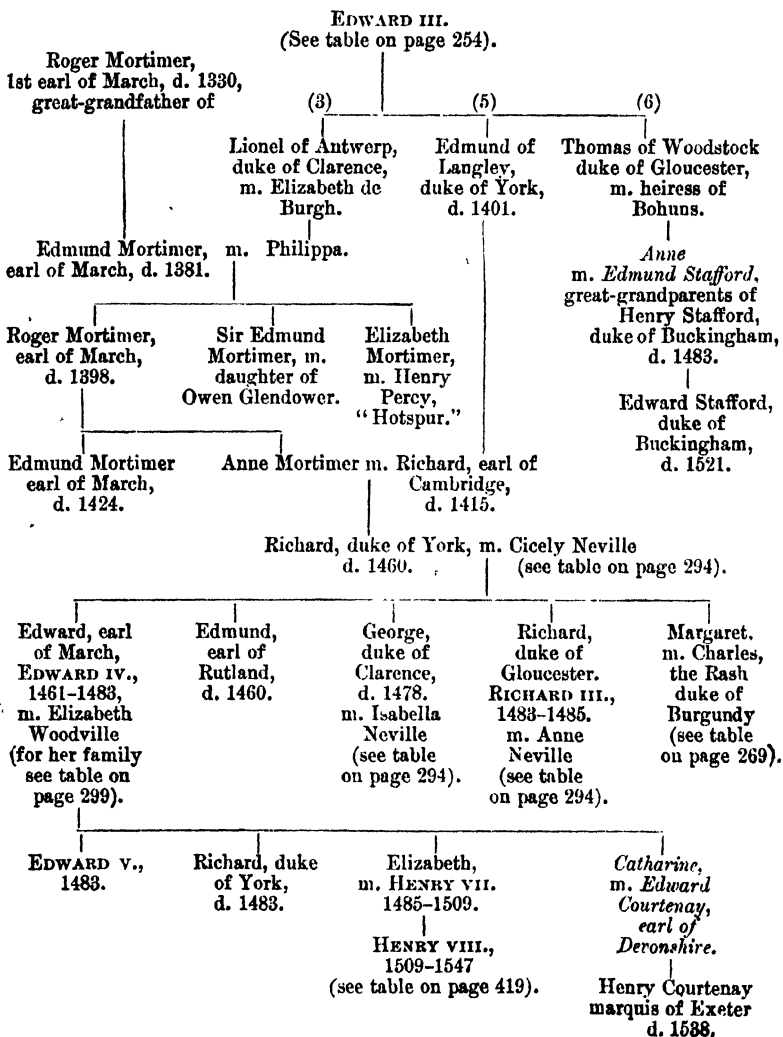 EDWARD III.
(See table on page 254).
Roger Mortimer,
1st earl of March, d. 1330,
great-grandfather of
(3) (5) (6)
Lionel of Antwerp,
duke of Clarence,
m. Elizabeth de
Burgh.
Edmund of
Langley,
duke of York,
d. 1401.
Thomas of Woodstock
duke of Gloucester,
m. heiress of
Bohuns.
Edmund Mortimer, m. Philippa.
earl of March, d. 1381.
Anne
m. Edmund Stafford,
great-grandparents of
Henry Stafford,
duke of Buckingham,
d. 1483.
Roger Mortimer,
earl of March,
d. 1398.
Sir Edmund
Mortimer, m.
daughter of
Owen Glendower.
Elizabeth
Mortimer,
m. Henry
Percy,
"Hotspur."
Edward Stafford,
duke of
Buckingham,
d. 1521.
Edmund Mortimer
earl of March,
d. 1424.
Anne Mortimer m. Richard, earl of
Cambridge,
d. 1415.
Richard, duke of York, m. Cicely Neville
d. 1460. (see table on page 294).
Edward, earl
of March,
EDWARD IV.,
1461-1483,
m. Elizabeth
Woodville
(for her family
see table on
page 299).
Edmund,
earl of
Rutland,
d. 1460.
George,
duke of
Clarence,
d. 1478.
m. Isabella
Neville
(see table
on page 294).
Richard,
duke of
Gloucester.
RICHARD III.,
1483-1485.
m. Anne
Neville
(see table
on page 294).
Margaret.
m. Charles,
the Rash
duke of
Burgundy
(see table
on page 269).
EDWARD V.,
1483.
Richard, duke
of York,
d. 1483.
Elizabeth,
m. HENRY VII.
1485-1509.
HENRY VIII.,
1509-1547
(see table on page 419).
Catharine,
m. Edward
Courtenay,
earl of
Devonshire.
Henry Courtenay
marquis of Exeter
d. 1538.